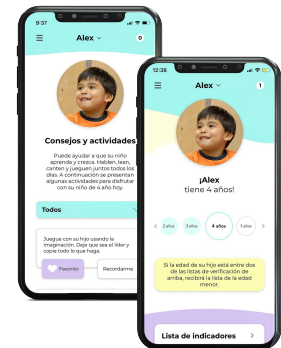 9:37
Alex
0
Consejos y actividades
Puede ayudar a que su niño
aprenda y crezca. Hablen, lean,
canten y jueguen juntos todos los
días. A continuación se presentan
algunas actividades para disfrutar
con su niño de 4 año hoy.
Todos
Juegue con su hijo usando la
imaginación. Deje que sea el líder y
copie todo lo que haga.
Favorito
Recordarme
12:38
Alex
1
¡Alex
tiene 4 años!
2 años
3 años
4 años
5 años
Si la edad de su hijo está entre dos
de las listas de verificación de
arriba, recibirá la lista de la edad
menor.
Lista de indicadores